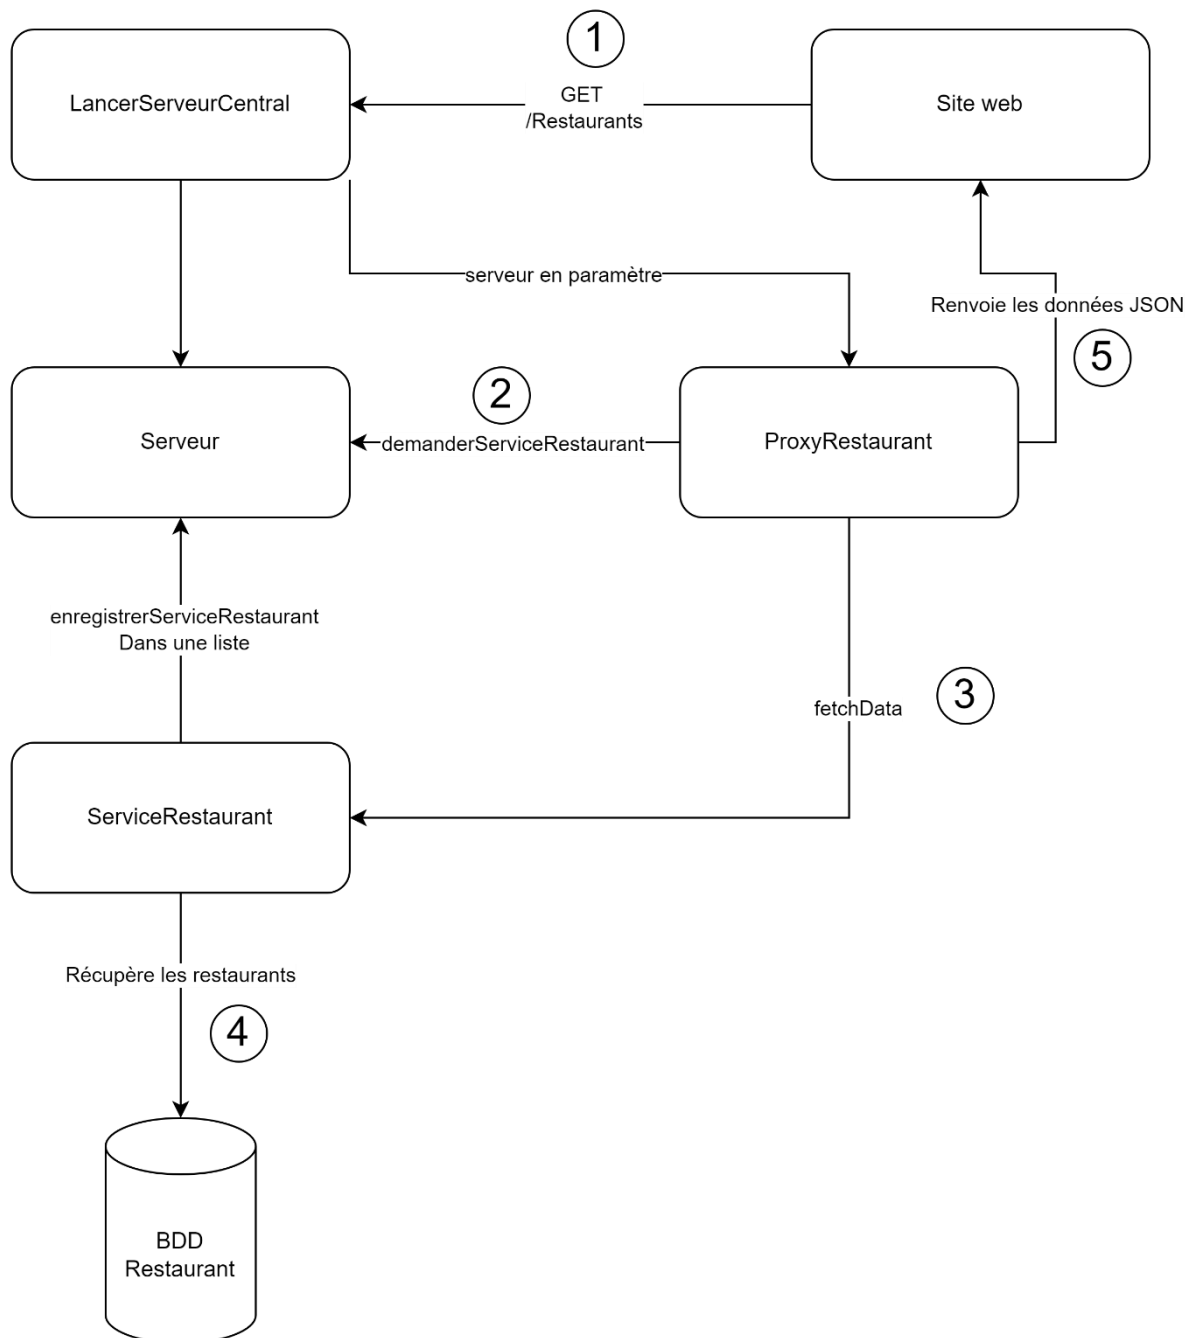 1
LancerServeurCentral
GET
/Restaurants
Site web
serveur en paramètre
Renvoie les données JSON
5
2
Serveur
demanderServiceRestaurant
ProxyRestaurant
enregistrerServiceRestaurant
Dans une liste
3
fetchData
ServiceRestaurant
Récupère les restaurants
4
BDD
Restaurant